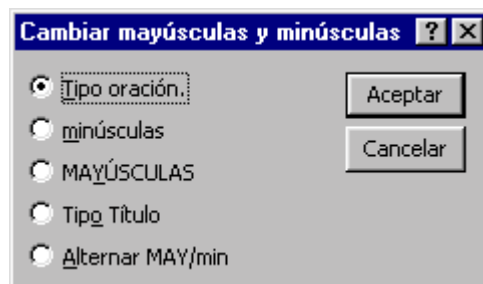 Cambiar mayúsculas y minúsculas ?
Tipo oración.
Aceptar
minúsculas
Cancelar
MAYÚSCULAS
Tipo Título
Alternar MAY/min